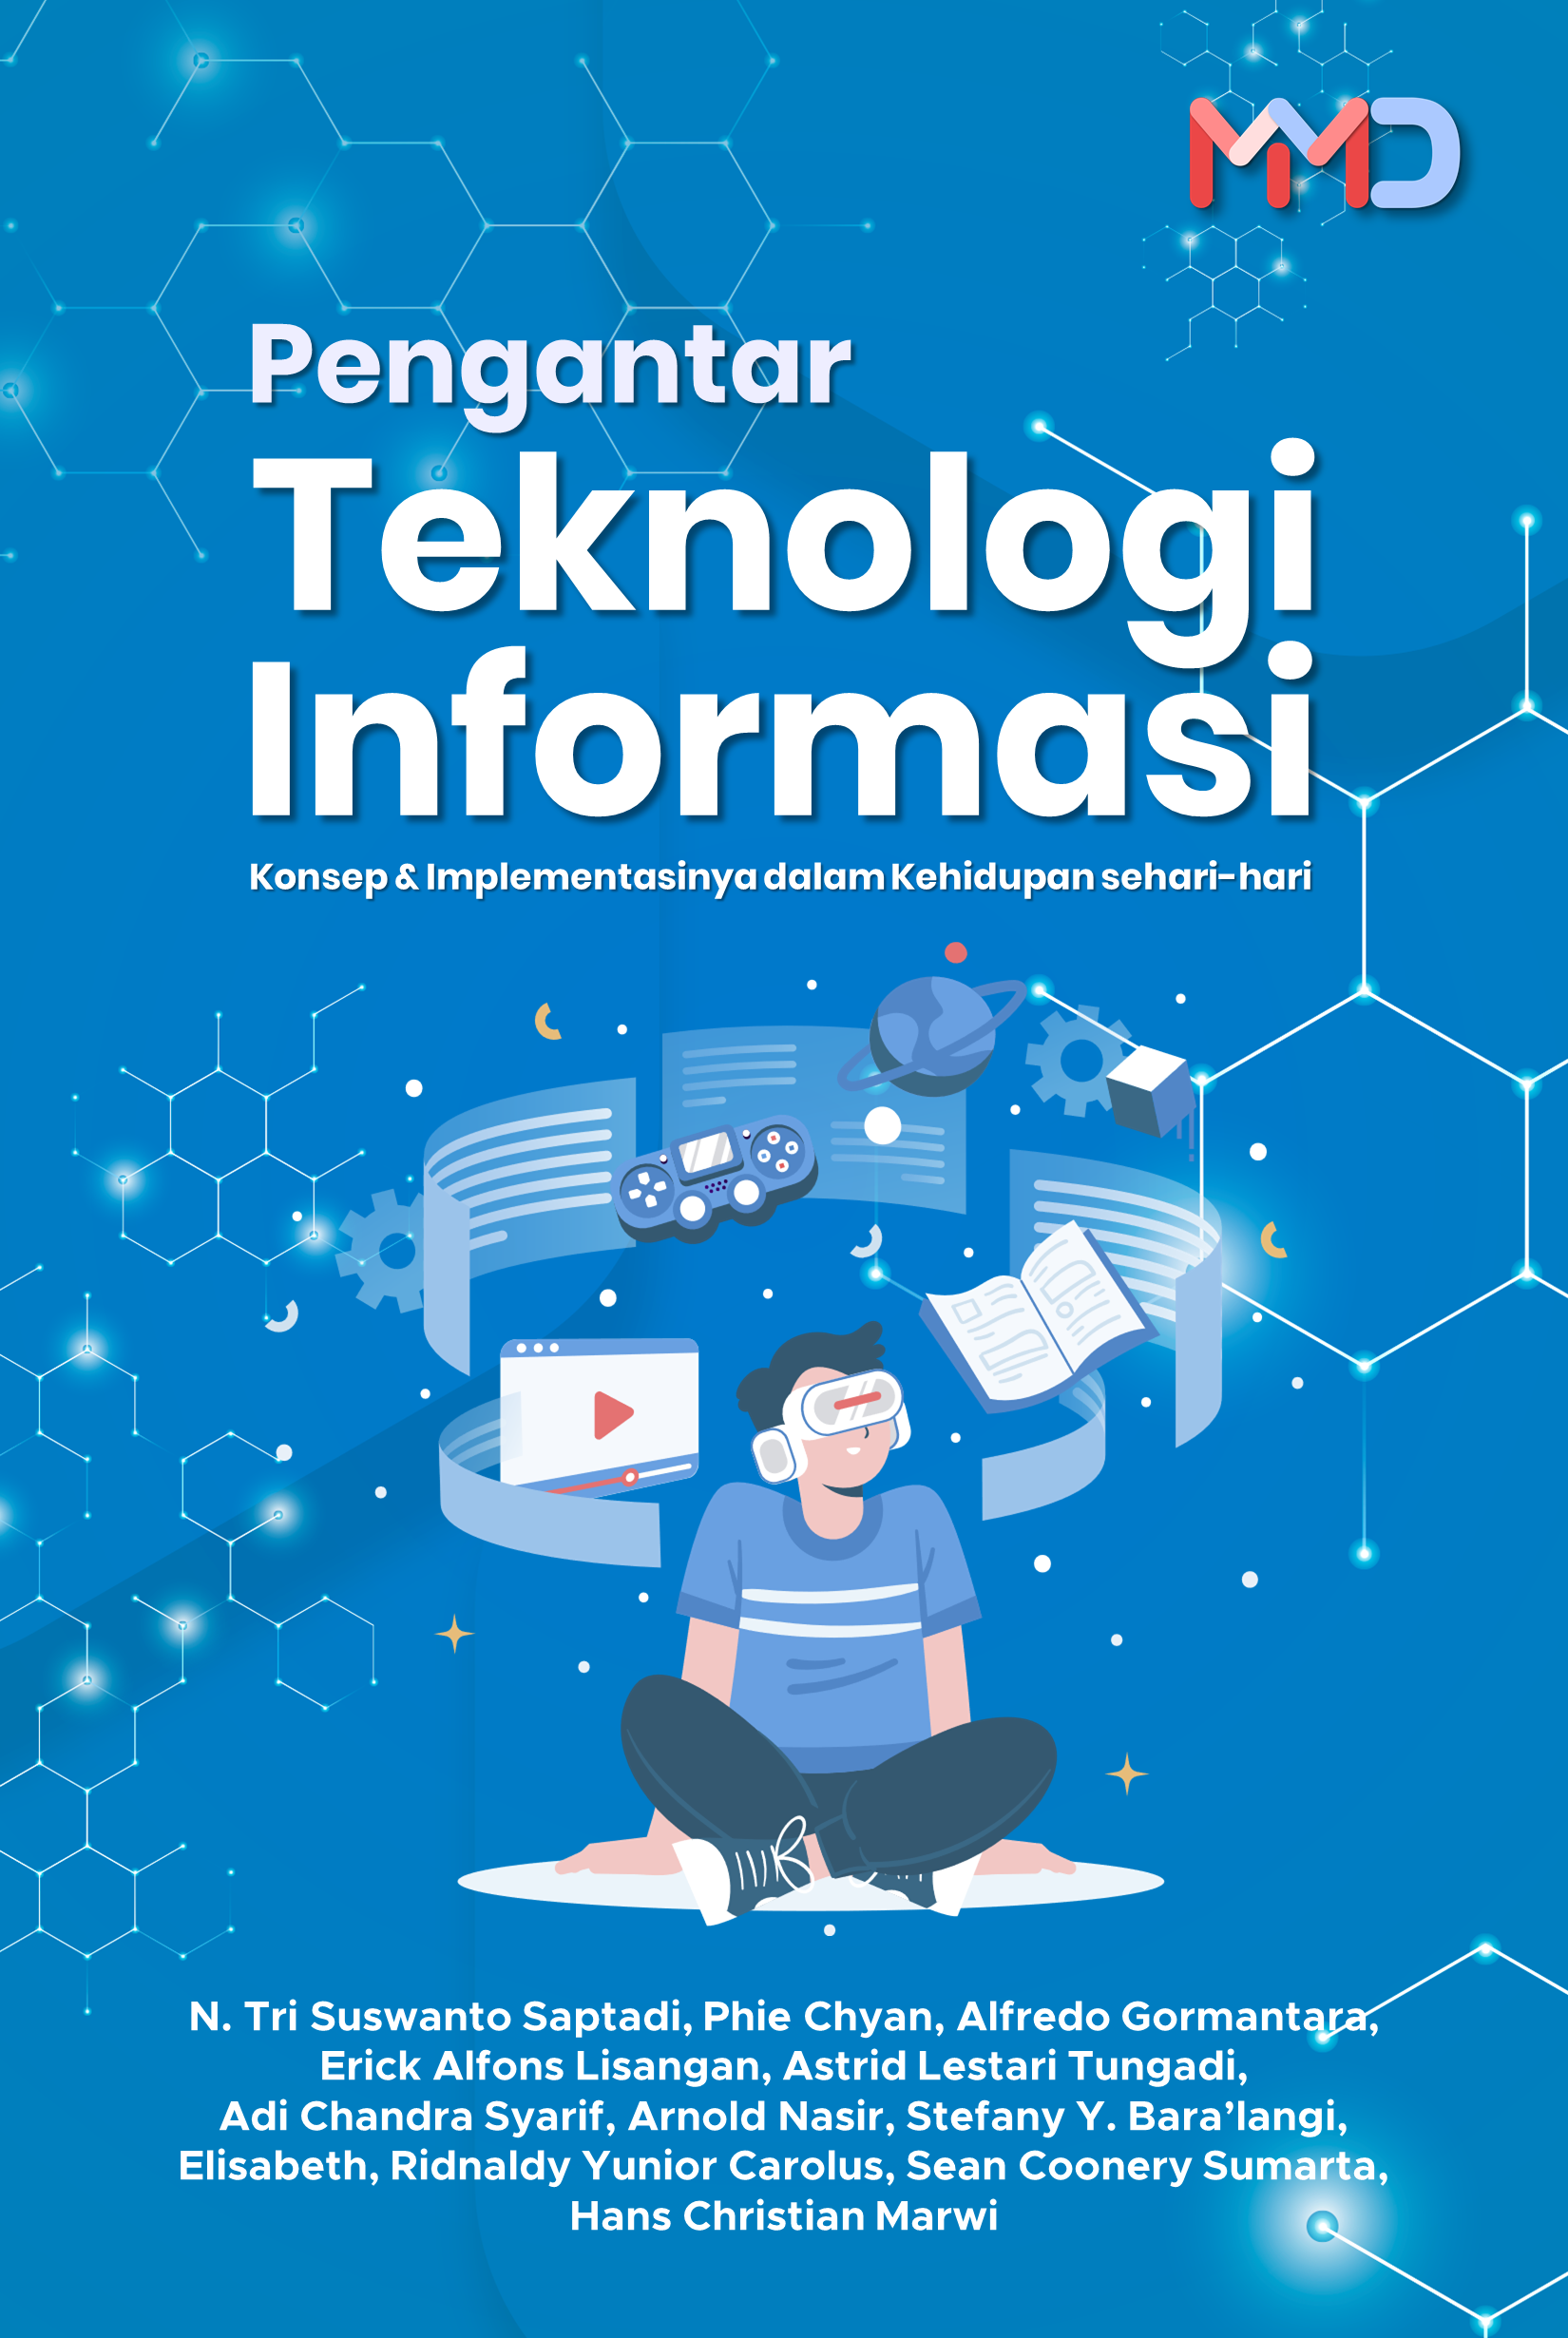 MMD
Pengantar
Teknologi
Informasi
Konsep & Implementasinya dalam Kehidupan sehari-hari
N. Tri Suswanto Saptadi, Phie Chyan, Alfredo Gormantara,
Erick Alfons Lisangan, Astrid Lestari Tungadi,
Adi Chandra Syarif, Arnold Nasir, Stefany Y. Bara’langi,
Elisabeth, Ridnaldy Yunior Carolus, Sean Coonery Sumarta,
Hans Christian Marwi